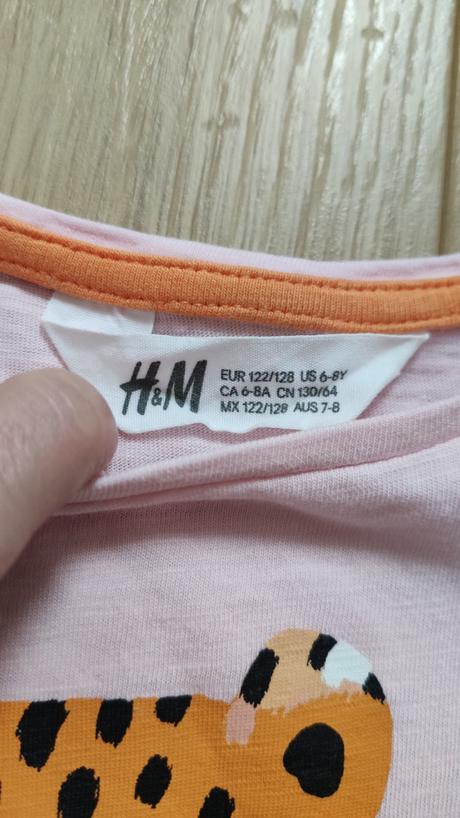 H&M
EUR 122/128 US 6-8Y
CA 6-8A CN 130/64
MX 122/128 AUS 7-8